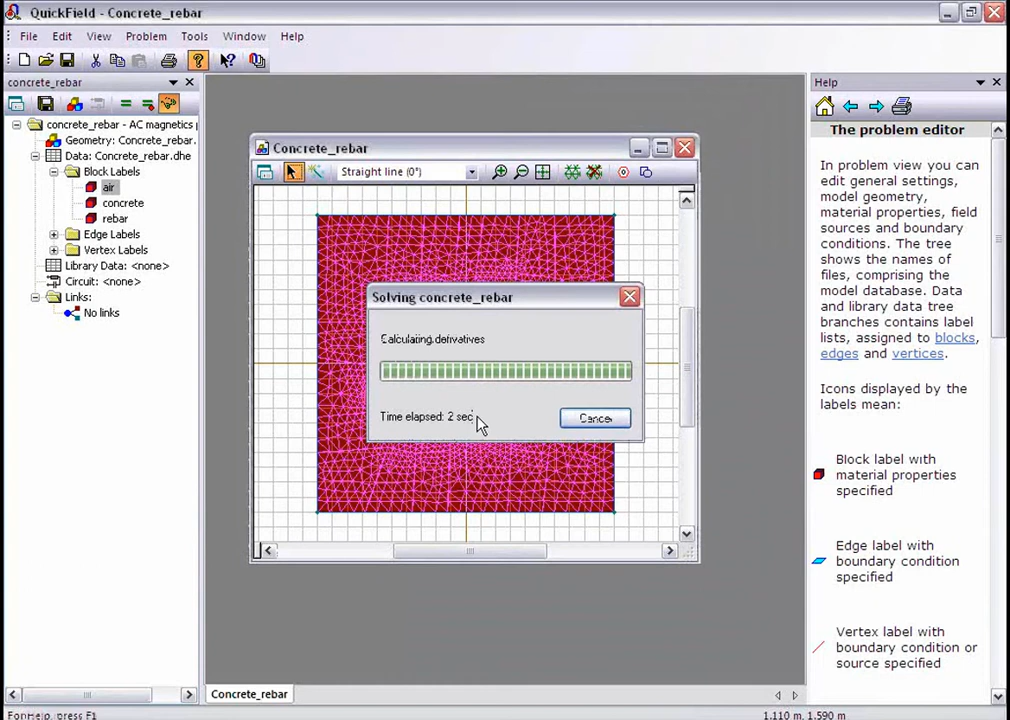 QuickField - Concrete_rebar
File Edit View Problem Tools Window Help
concrete_rebar
Help
concrete_rebar - AC magnetics p
Geometry: Concrete_rebar.
Data: Concrete_rebar.dhe
Block Labels
air
concrete
rebar
Edge Labels
Vertex Labels
Library Data: <none>
Circuit: <none>
Links:
No links
Concrete_rebar
Straight line (0°)
Solving concrete_rebar
Calculating derivatives
Time elapsed: 2 sec
Cancel
The problem editor
In problem view you can
edit general settings,
model geometry,
material properties, field
sources and boundary
conditions. The tree
shows the names of
files, comprising the
model database. Data
and library data tree
branches contains label
lists, assigned to blocks,
edges and vertices.
Icons displayed by the
labels mean:
Block label with
material properties
specified
Edge label with
boundary condition
specified
Vertex label with
boundary condition or
source specified
Concrete_rebar
For Help, press F1
1.110 m, 1.590 m